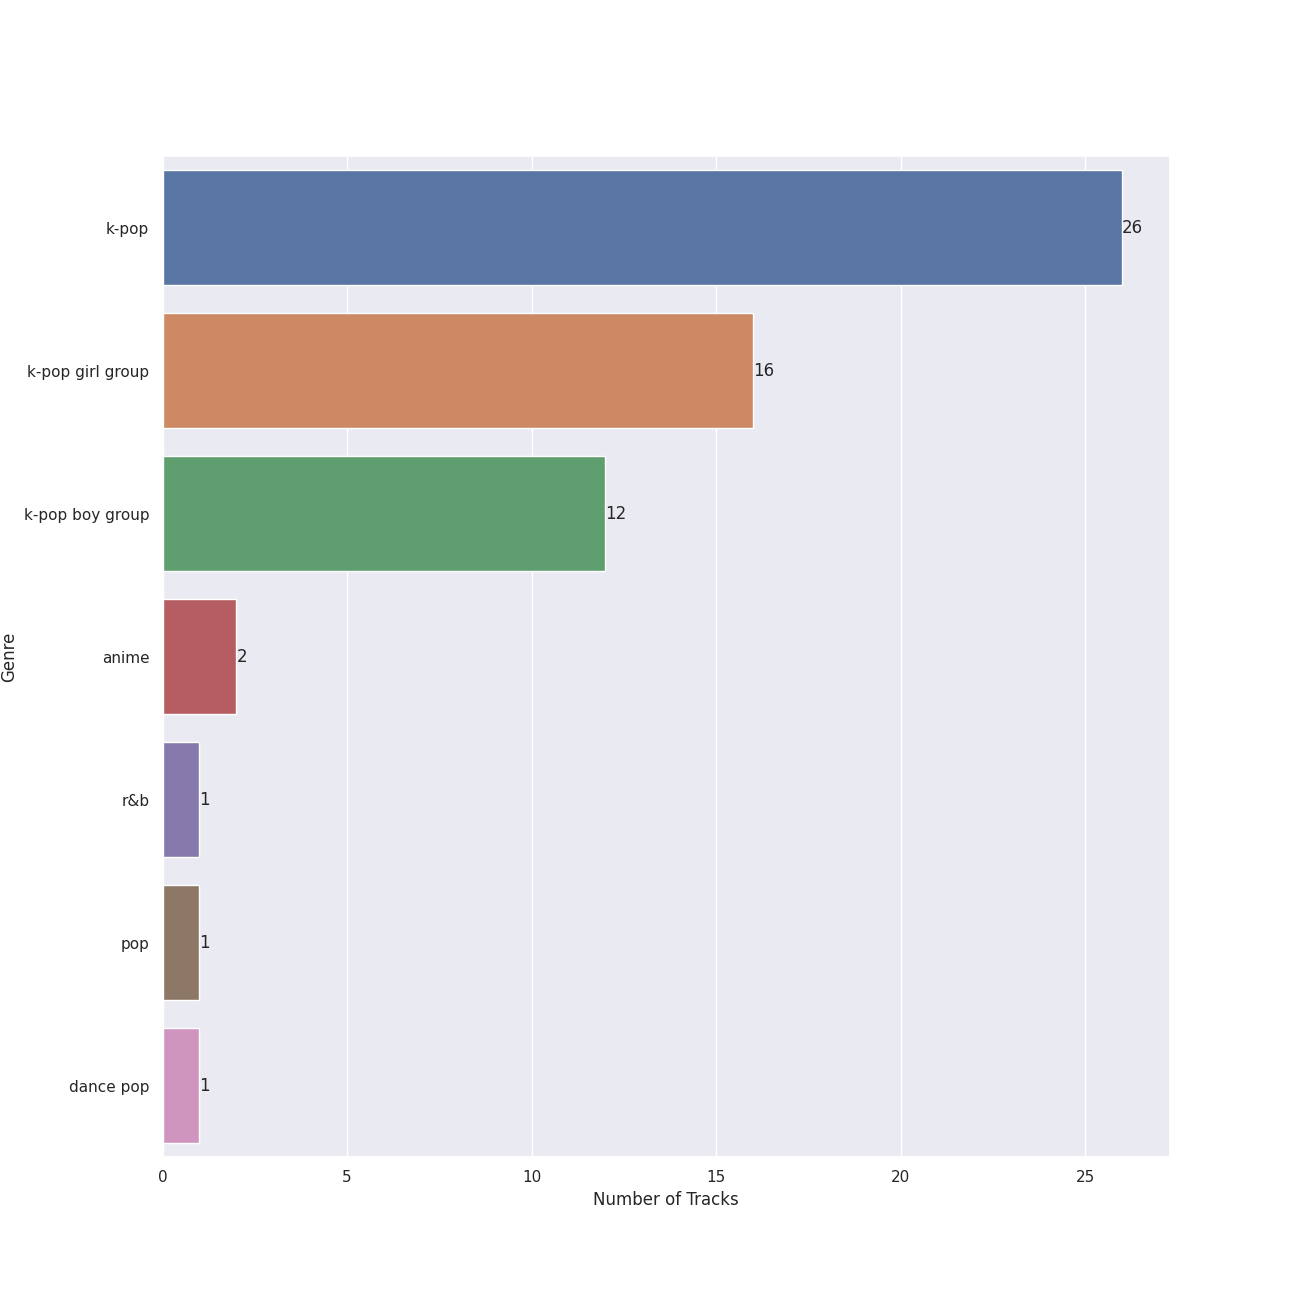 k-pop
26
k-pop girl group
16
k-pop boy group
12
anime
2
Genre
r&b
1
pop
1
dance pop
1
0 5 10 15 20 25
Number of Tracks